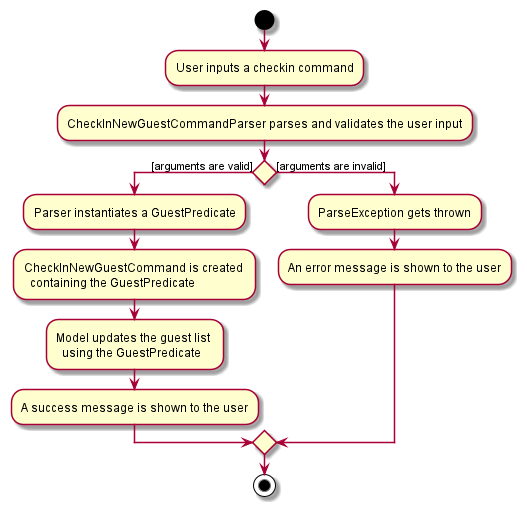 User inputs a checkin command
CheckInNewGuestCommandParser parses and validates the user input
[arguments are valid]
[arguments are invalid]
Parser instantiates a GuestPredicate
CheckInNewGuestCommand is created
containing the GuestPredicate
Model updates the guest list
using the GuestPredicate
A success message is shown to the user
ParseException gets thrown
An error message is shown to the user